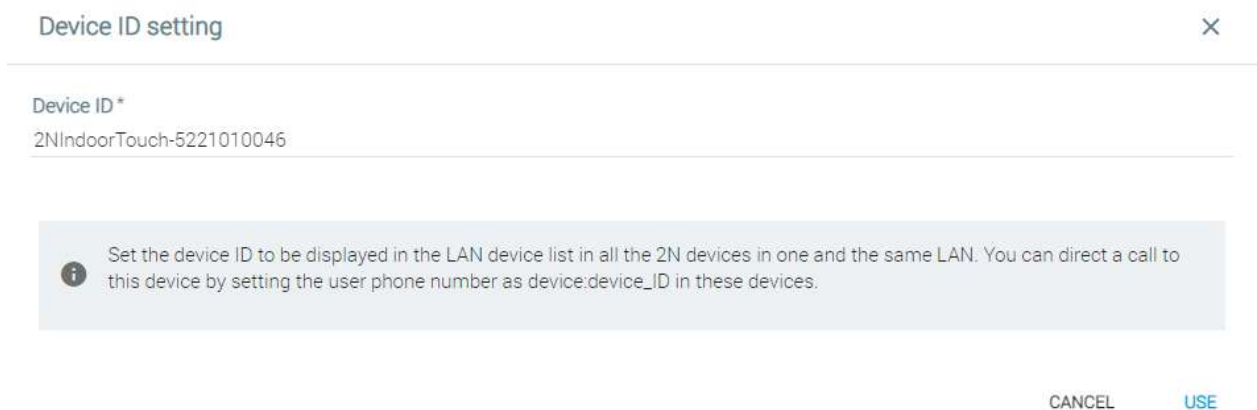 Device ID setting
Device ID*
2NIndoorTouch-5221010046
Set the device ID to be displayed in the LAN device list in all the 2N devices in one and the same LAN. You can direct a call to
this device by setting the user phone number as device:device_ID in these devices.
CANCEL USE